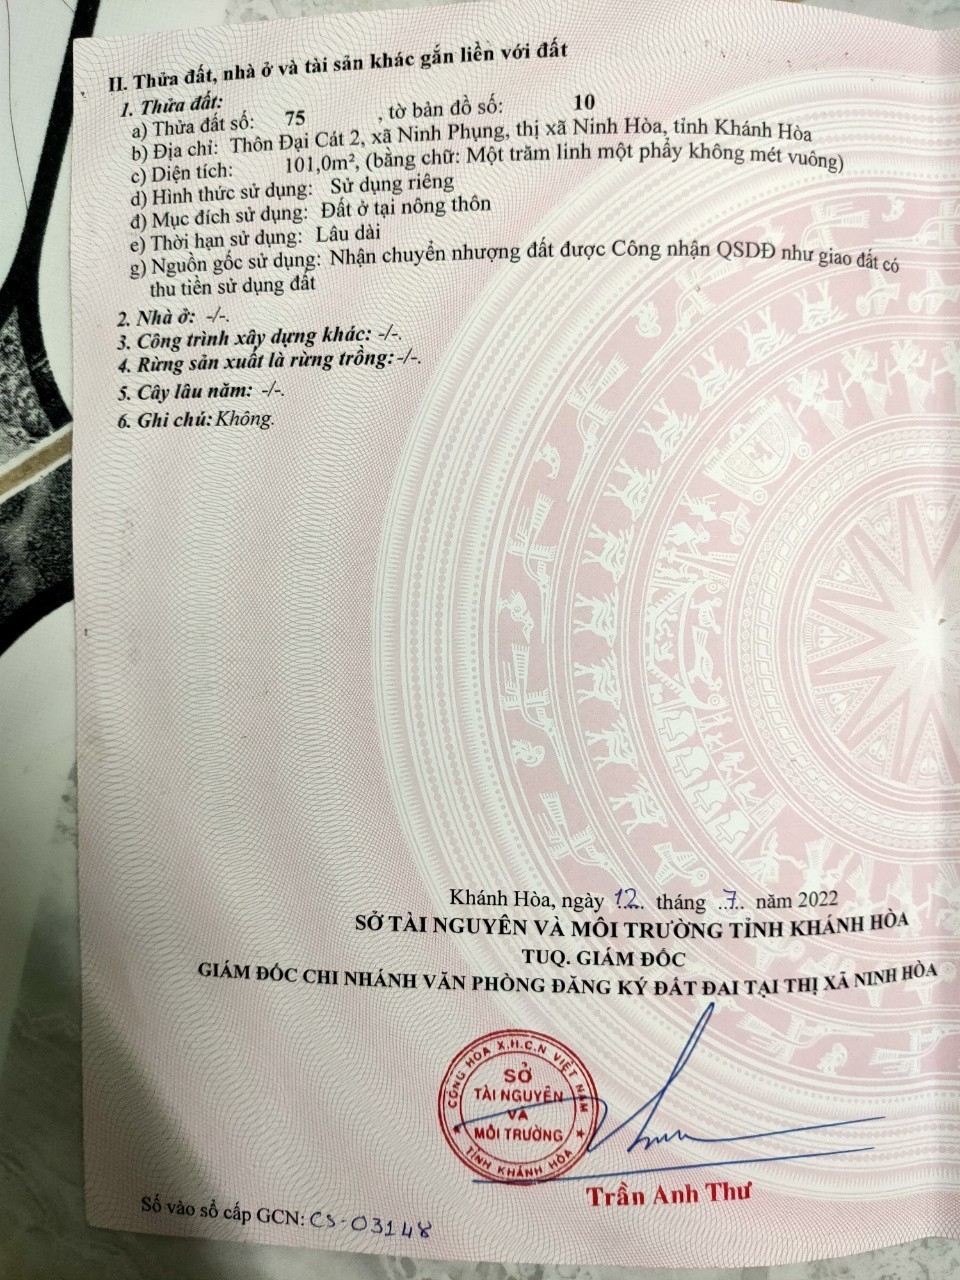 II. Thửa đất, nhà ở và tài sản khác gắn liền với đất
1. Thửa đất:
a) Thửa đất số: 75 , tờ bản đồ số: 10
b) Địa chỉ: Thôn Đại Cát 2, xã Ninh Phụng, thị xã Ninh Hòa, tỉnh Khánh Hòa
c) Diện tích: 101,0m², (bằng chữ: Một trăm linh một phẩy không mét vuông)
d) Hình thức sử dụng: Sử dụng riêng
đ) Mục đích sử dụng: Đất ở tại nông thôn
e) Thời hạn sử dụng: Lâu dài
g) Nguồn gốc sử dụng: Nhận chuyển nhượng đất được Công nhận QSDĐ như giao đất có
thu tiền sử dụng đất
2. Nhà ở: -/-.
3. Công trình xây dựng khác: -/-.
4. Rừng sản xuất là rừng trồng: -/-.
5. Cây lâu năm: -/-.
6. Ghi chú: Không.
Khánh Hòa, ngày 12 tháng 7 năm 2022
SỞ TÀI NGUYÊN VÀ MÔI TRƯỜNG TỈNH KHÁNH HÒA
TUQ. GIÁM ĐỐC
GIÁM ĐỐC CHI NHÁNH VĂN PHÒNG ĐĂNG KÝ ĐẤT ĐAI TẠI THỊ XÃ NINH HÒA
CỘNG HÒA X.H.C.N VIỆT NAM
SỞ
TÀI NGUYÊN
VÀ
MÔI TRƯỜNG
TỈNH KHÁNH HÒA
Trần Anh Thư
Số vào sổ cấp GCN: CS-03148